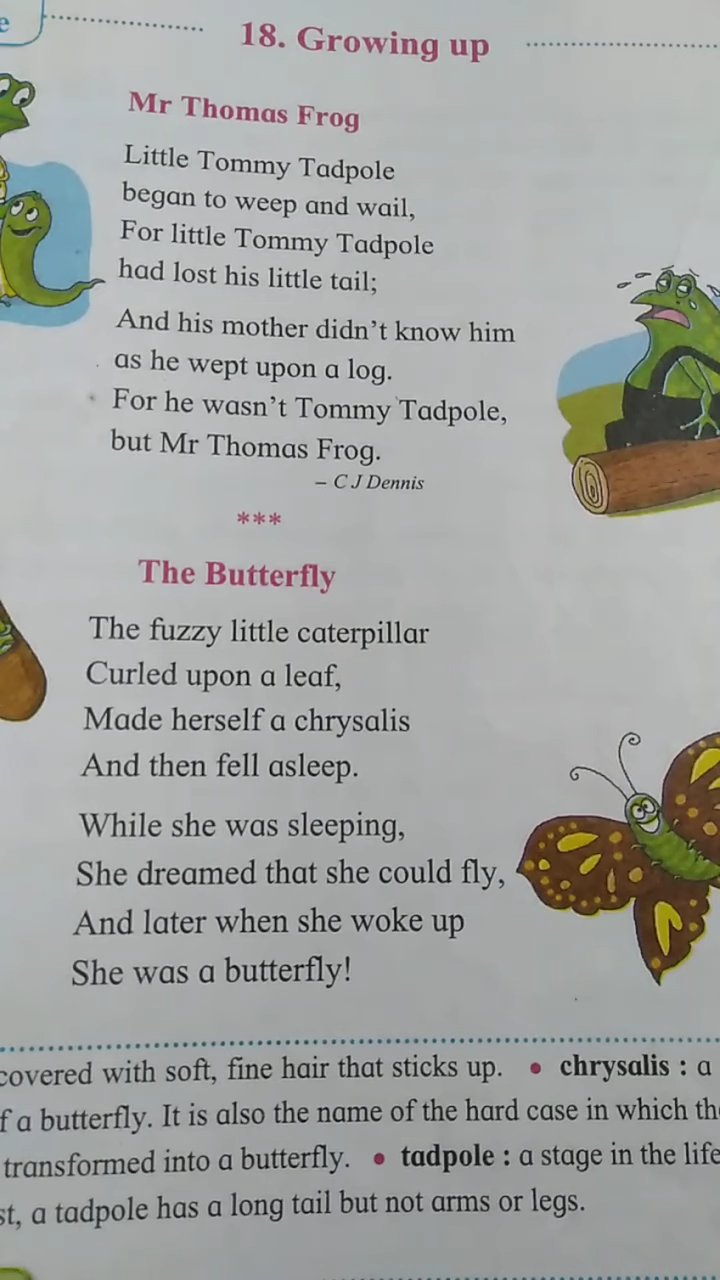 18. Growing up
Mr Thomas Frog
Little Tommy Tadpole
began to weep and wail,
For little Tommy Tadpole
had lost his little tail;
And his mother didn't know him
as he wept upon a log.
For he wasn't Tommy Tadpole,
but Mr Thomas Frog.
– C J Dennis
***
The Butterfly
The fuzzy little caterpillar
Curled upon a leaf,
Made herself a chrysalis
And then fell asleep.
While she was sleeping,
She dreamed that she could fly,
And later when she woke up
She was a butterfly!
covered with soft, fine hair that sticks up. • chrysalis : a
f a butterfly. It is also the name of the hard case in which
transformed into a butterfly. • tadpole : a stage in the life
st, a tadpole has a long tail but not arms or legs.